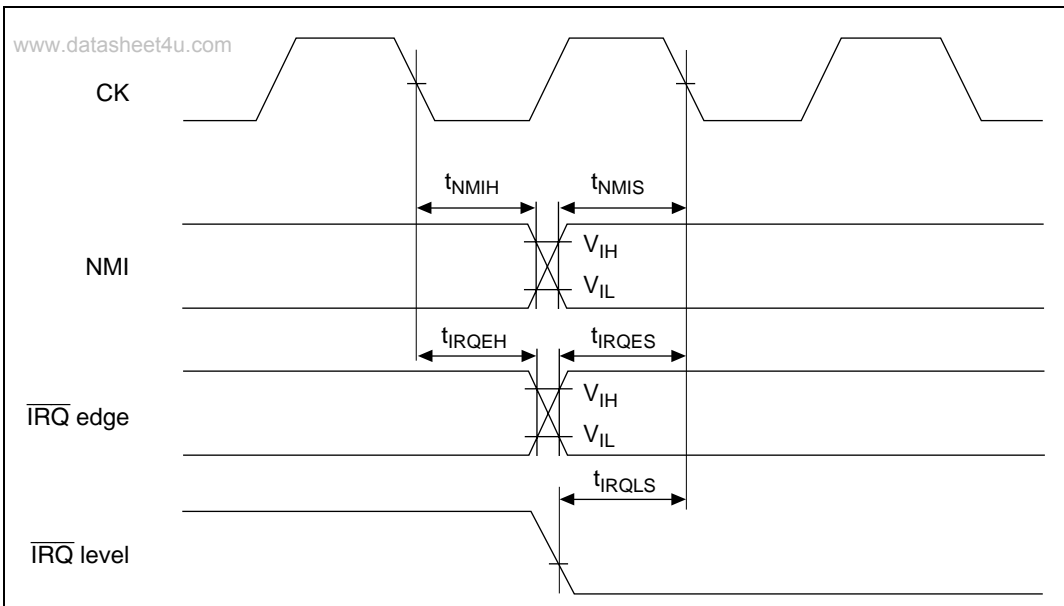 www.datasheet4u.com
CK
tNMIH tNMIS
NMI
VIH
VIL
tIRQEH tIRQES
IRQ edge
VIH
VIL
tIRQLS
IRQ level